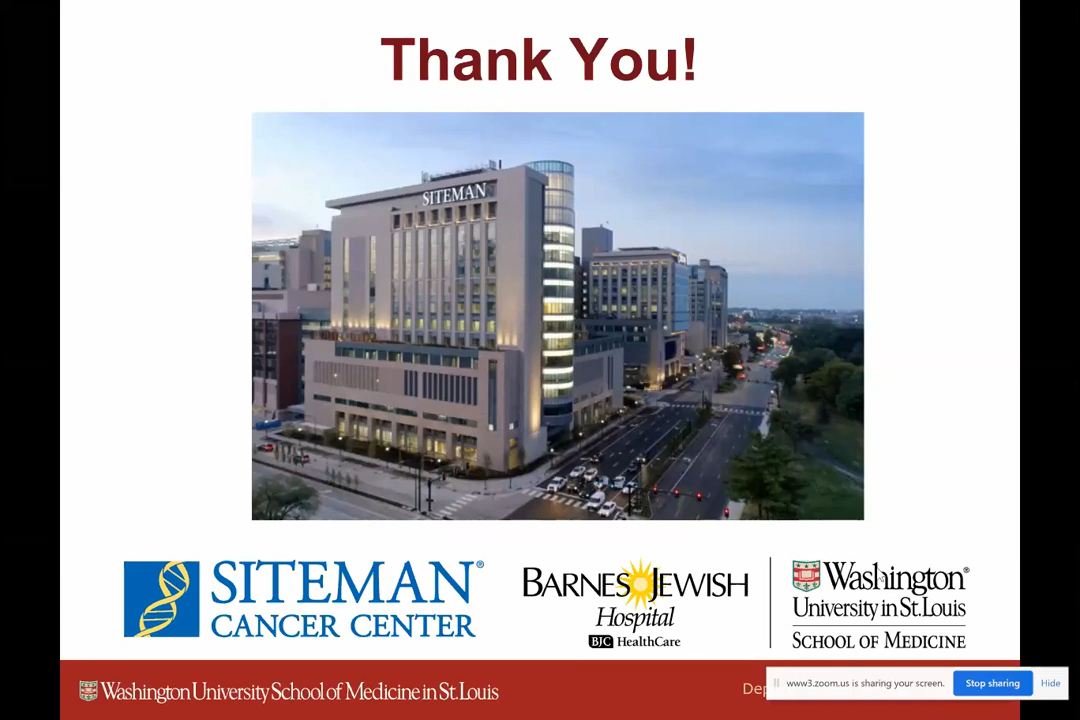 Thank You!
SITEMAN
SITEMAN®
CANCER CENTER
BARNES JEWISH
Hospital
BJC HealthCare
Washington®
University in St. Louis
SCHOOL OF MEDICINE
Washington University School of Medicine in St. Louis
www3.zoom.us is sharing your screen.
Stop sharing
Hide